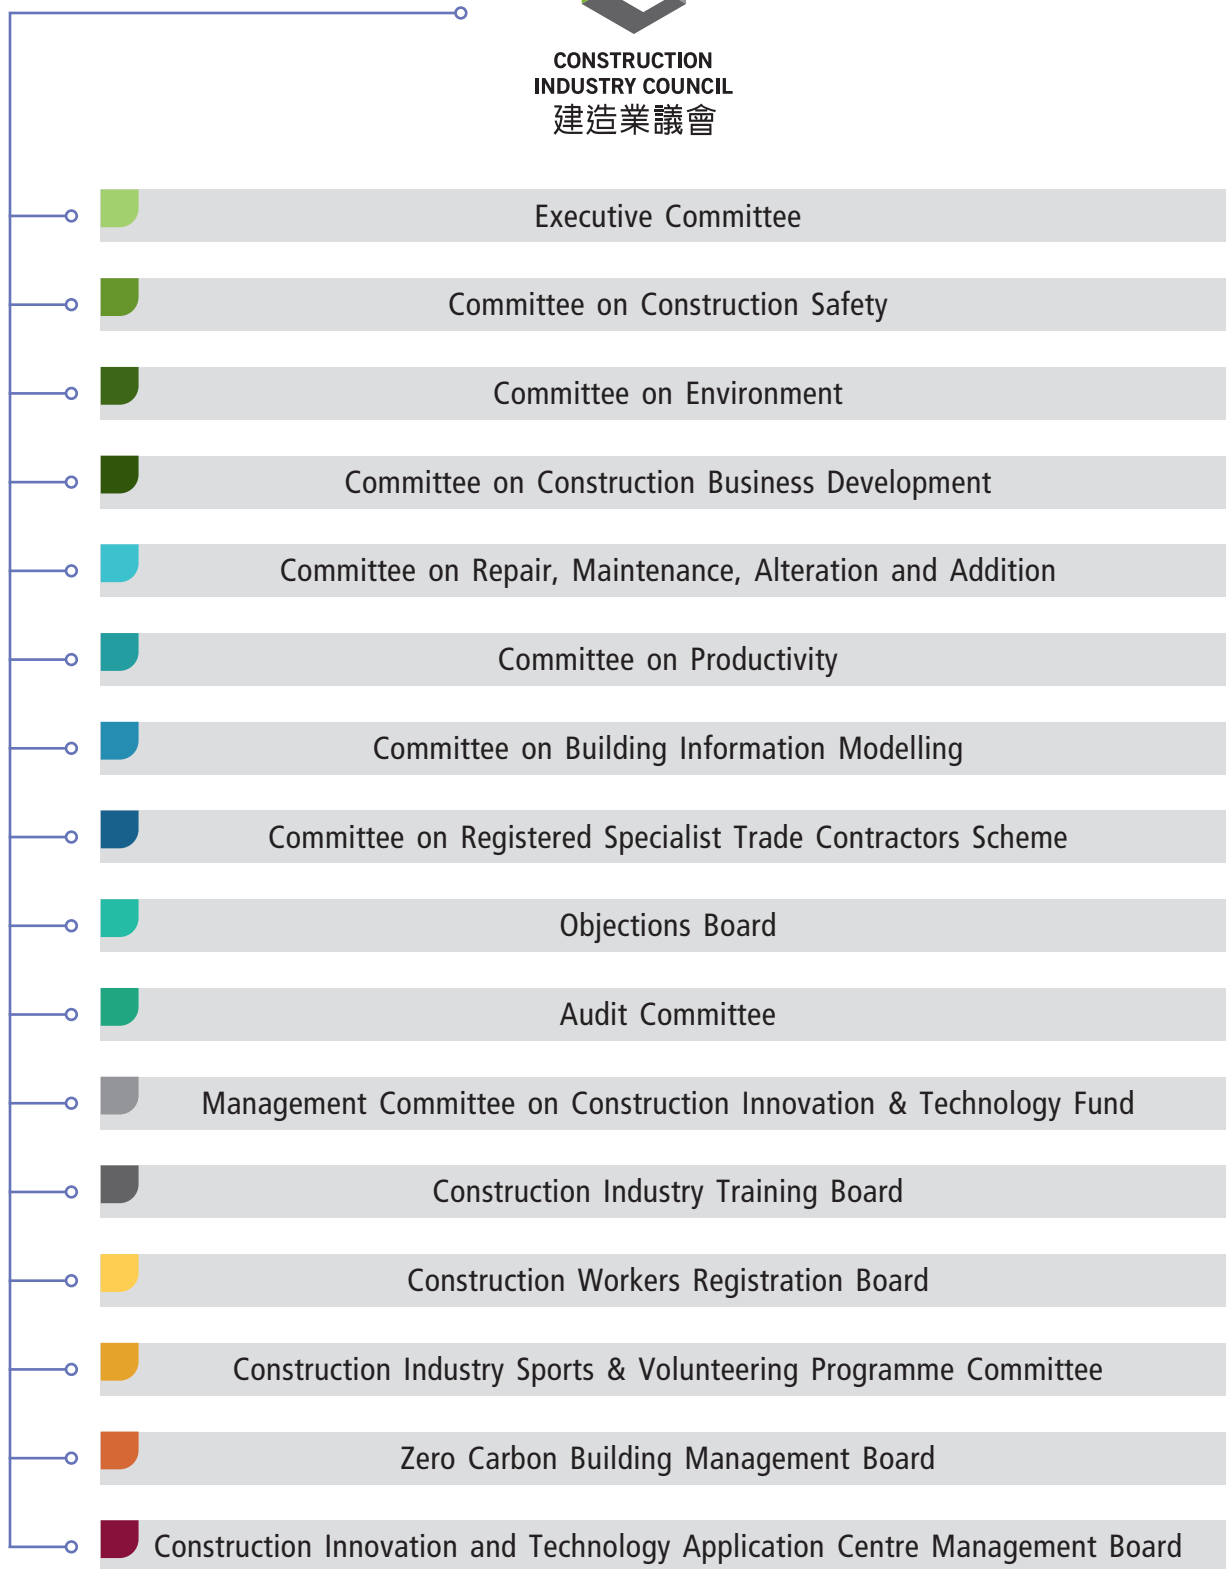 CONSTRUCTION
INDUSTRY COUNCIL
建造業議會
Executive Committee
Committee on Construction Safety
Committee on Environment
Committee on Construction Business Development
Committee on Repair, Maintenance, Alteration and Addition
Committee on Productivity
Committee on Building Information Modelling
Committee on Registered Specialist Trade Contractors Scheme
Objections Board
Audit Committee
Management Committee on Construction Innovation & Technology Fund
Construction Industry Training Board
Construction Workers Registration Board
Construction Industry Sports & Volunteering Programme Committee
Zero Carbon Building Management Board
Construction Innovation and Technology Application Centre Management Board